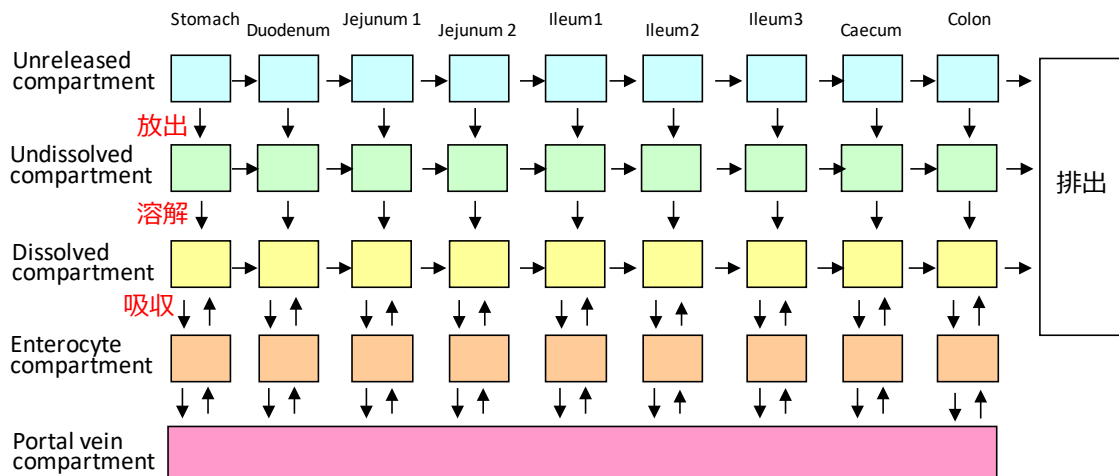 Stomach
Duodenum
Jejunum 1
Jejunum 2
Ileum1
Ileum2
Ileum3
Caecum
Colon
Unreleased
compartment
放出
Undissolved
compartment
排出
溶解
Dissolved
compartment
吸収
Enterocyte
compartment
Portal vein
compartment